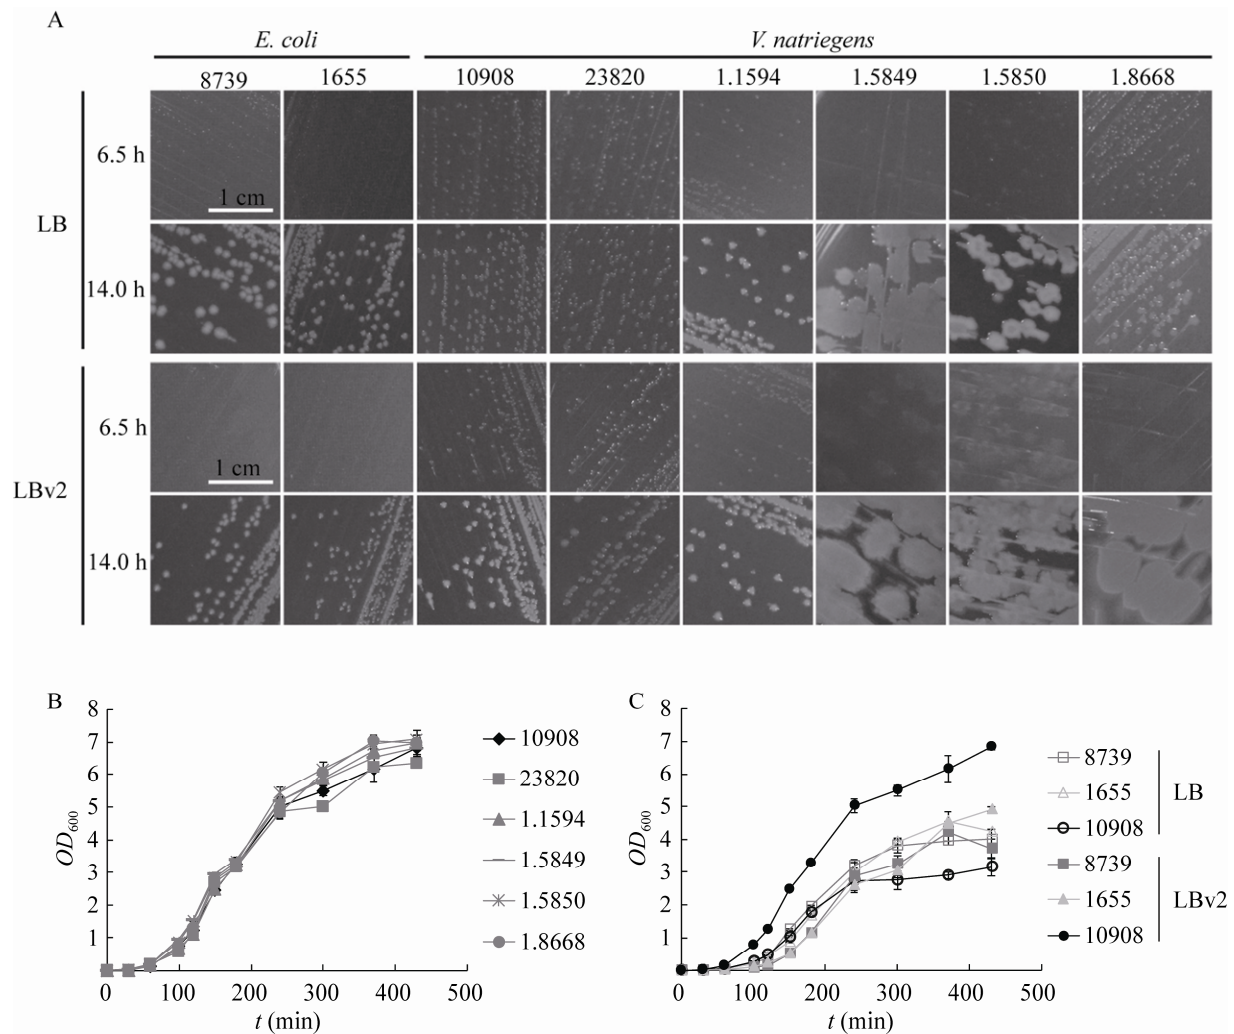 A
E. coli V. natriegens
8739 1655 10908 23820 1.1594 1.5849 1.5850 1.8668
6.5 h
1 cm
LB
14.0 h
6.5 h
1 cm
LBv2
14.0 h
B
8
7
6
5
4
3
2
1
OD600
0 100 200 300 400 500
t (min)
10908
23820
1.1594
1.5849
1.5850
1.8668
C
8
7
6
5
4
3
2
1
OD600
0 100 200 300 400 500
t (min)
8739
1655
10908
LB
8739
1655
10908
LBv2